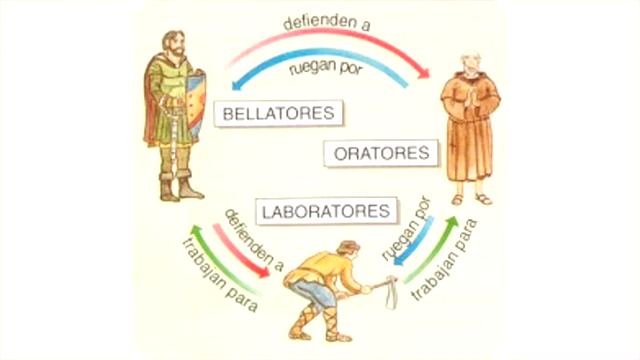 defienden a
ruegan por
BELLATORES
ORATORES
LABORATORES
defienden a
trabajan para
ruegan por
trabajan para